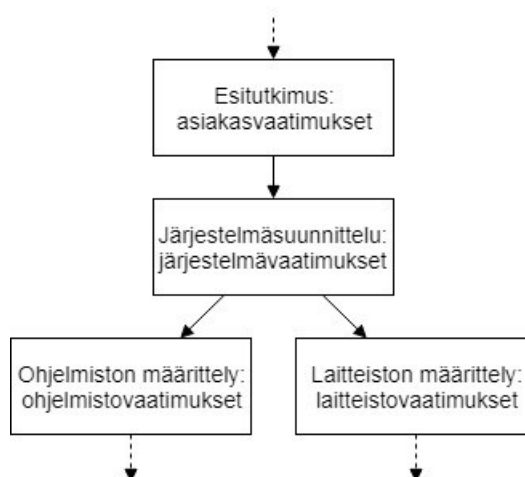 Esitutkimus:
asiakasvaatimukset
Järjestelmäsuunnittelu:
järjestelmävaatimukset
Ohjelmiston määrittely:
ohjelmistovaatimukset
Laitteiston määrittely:
laitteistovaatimukset